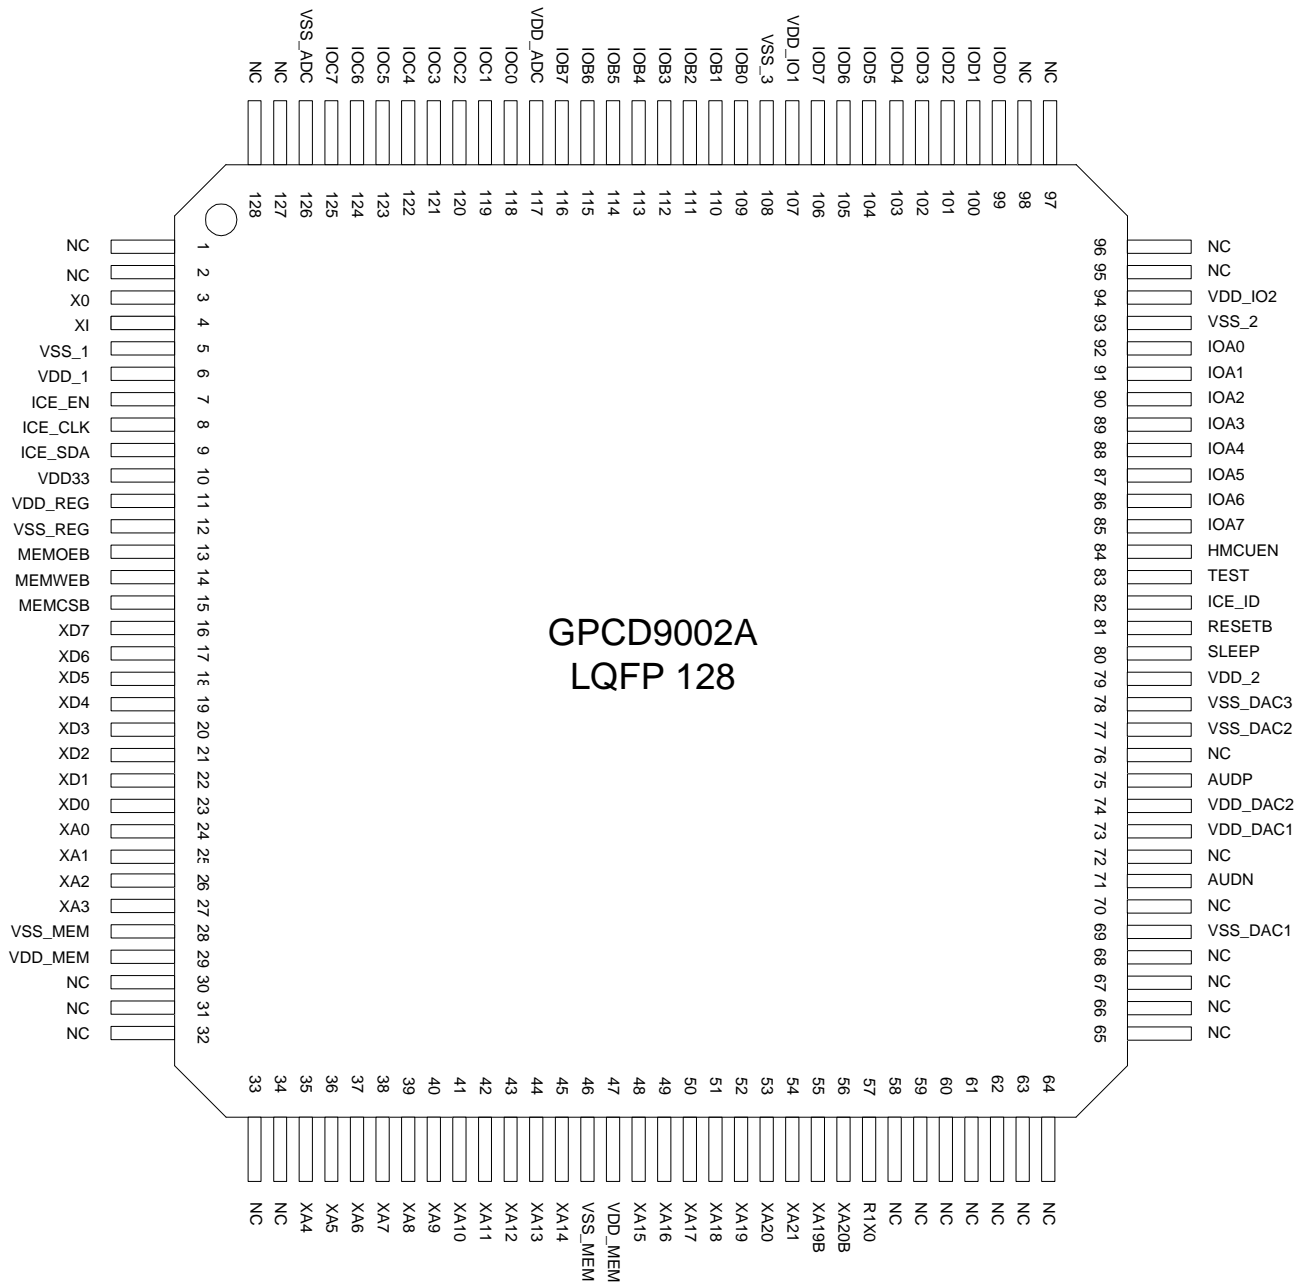 NC
NC
VSS_ADC
IOC7
IOC6
IOC5
IOC4
IOC3
IOC2
IOC1
IOC0
VDD_ADC
IOB7
IOB6
IOB5
IOB4
IOB3
IOB2
IOB1
IOB0
VSS_3
VDD_IO1
IOD7
IOD6
IOD5
IOD4
IOD3
IOD2
IOD1
IOD0
NC
NC
128
127
126
125
124
123
122
121
120
119
118
117
116
115
114
113
112
111
110
109
108
107
106
105
104
103
102
101
100
99
98
97
NC 1
NC 2
X0 3
XI 4
VSS_1 5
VDD_1 6
ICE_EN 7
ICE_CLK 8
ICE_SDA 9
VDD33 10
VDD_REG 11
VSS_REG 12
MEMOEB 13
MEMWEB 14
MEMCSB 15
XD7 16
XD6 17
XD5 18
XD4 19
XD3 20
XD2 21
XD1 22
XD0 23
XA0 24
XA1 25
XA2 26
XA3 27
VSS_MEM 28
VDD_MEM 29
NC 30
NC 31
NC 32
GPCD9002A
LQFP 128
96 NC
95 NC
94 VDD_IO2
93 VSS_2
92 IOA0
91 IOA1
90 IOA2
89 IOA3
88 IOA4
87 IOA5
86 IOA6
85 IOA7
84 HMCUEN
83 TEST
82 ICE_ID
81 RESETB
80 SLEEP
79 VDD_2
78 VSS_DAC3
77 VSS_DAC2
76 NC
75 AUDP
74 VDD_DAC2
73 VDD_DAC1
72 NC
71 AUDN
70 NC
69 VSS_DAC1
68 NC
67 NC
66 NC
65 NC
33
34
35
36
37
38
39
40
41
42
43
44
45
46
47
48
49
50
51
52
53
54
55
56
57
58
59
60
61
62
63
64
NC
NC
XA4
XA5
XA6
XA7
XA8
XA9
XA10
XA11
XA12
XA13
XA14
VSS_MEM
VDD_MEM
XA15
XA16
XA17
XA18
XA19
XA20
XA21
XA19B
XA20B
R1X0
NC
NC
NC
NC
NC
NC
NC